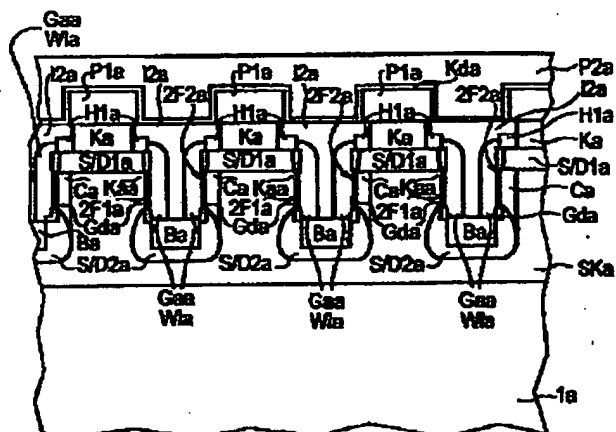 Gaa
Wla
I2a P1a I2a 2F2a P1a I2a 2F2a P1a Kda 2F2a P2a
I2a
H1a H1a H1a H1a
Ka Ka Ka Ka
S/D1a S/D1a S/D1a S/D1a
Ca Kaa Ca Kaa Ca Kaa Ca
2F1a 2F1a 2F1a
Gda Gda Gda Gda
Ba Ba Ba Ba
S/D2a S/D2a S/D2a S/D2a SKa
Gaa Gaa Gaa
Wla Wla Wla
1a